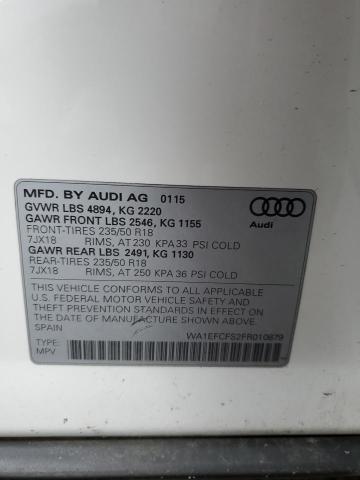 MFD. BY AUDI AG 0115
GVWR LBS 4894, KG 2220
GAWR FRONT LBS 2546, KG 1155
FRONT-TIRES 235/50 R18
7JX18 RIMS, AT 230 KPA 33 PSI COLD
GAWR REAR LBS 2491, KG 1130
REAR-TIRES 235/50 R18
7JX18 RIMS, AT 250 KPA 36 PSI COLD
Audi
THIS VEHICLE CONFORMS TO ALL APPLICABLE
U.S. FEDERAL MOTOR VEHICLE SAFETY, BUMPER, AND
THEFT PREVENTION STANDARDS IN EFFECT ON
THE DATE OF MANUFACTURE SHOWN ABOVE.
SPAIN
TYPE: WA1EFCFS2FR010879
MPV